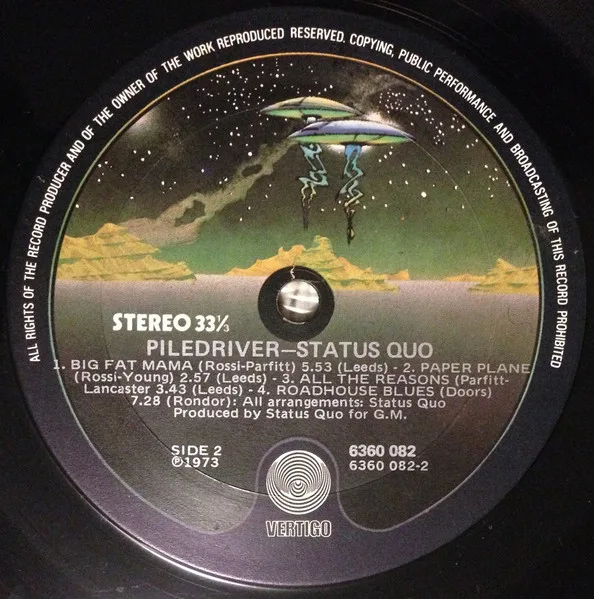 ALL RIGHTS OF THE RECORD PRODUCER AND OF THE OWNER OF THE WORK REPRODUCED RESERVED. COPYING, PUBLIC PERFORMANCE AND BROADCASTING OF THIS RECORD PROHIBITED
STEREO 33⅓
PILEDRIVER—STATUS QUO
1. BIG FAT MAMA (Rossi-Parfitt) 5.53 (Leeds) - 2. PAPER PLANE
(Rossi-Young) 2.57 (Leeds) - 3. ALL THE REASONS (Parfitt-
Lancaster 3.43 (Leeds) - 4. ROADHOUSE BLUES (Doors)
7.28 (Rondor): All arrangements: Status Quo
Produced by Status Quo for G.M.
SIDE 2
℗1973
6360 082
6360 082-2
VERTIGO